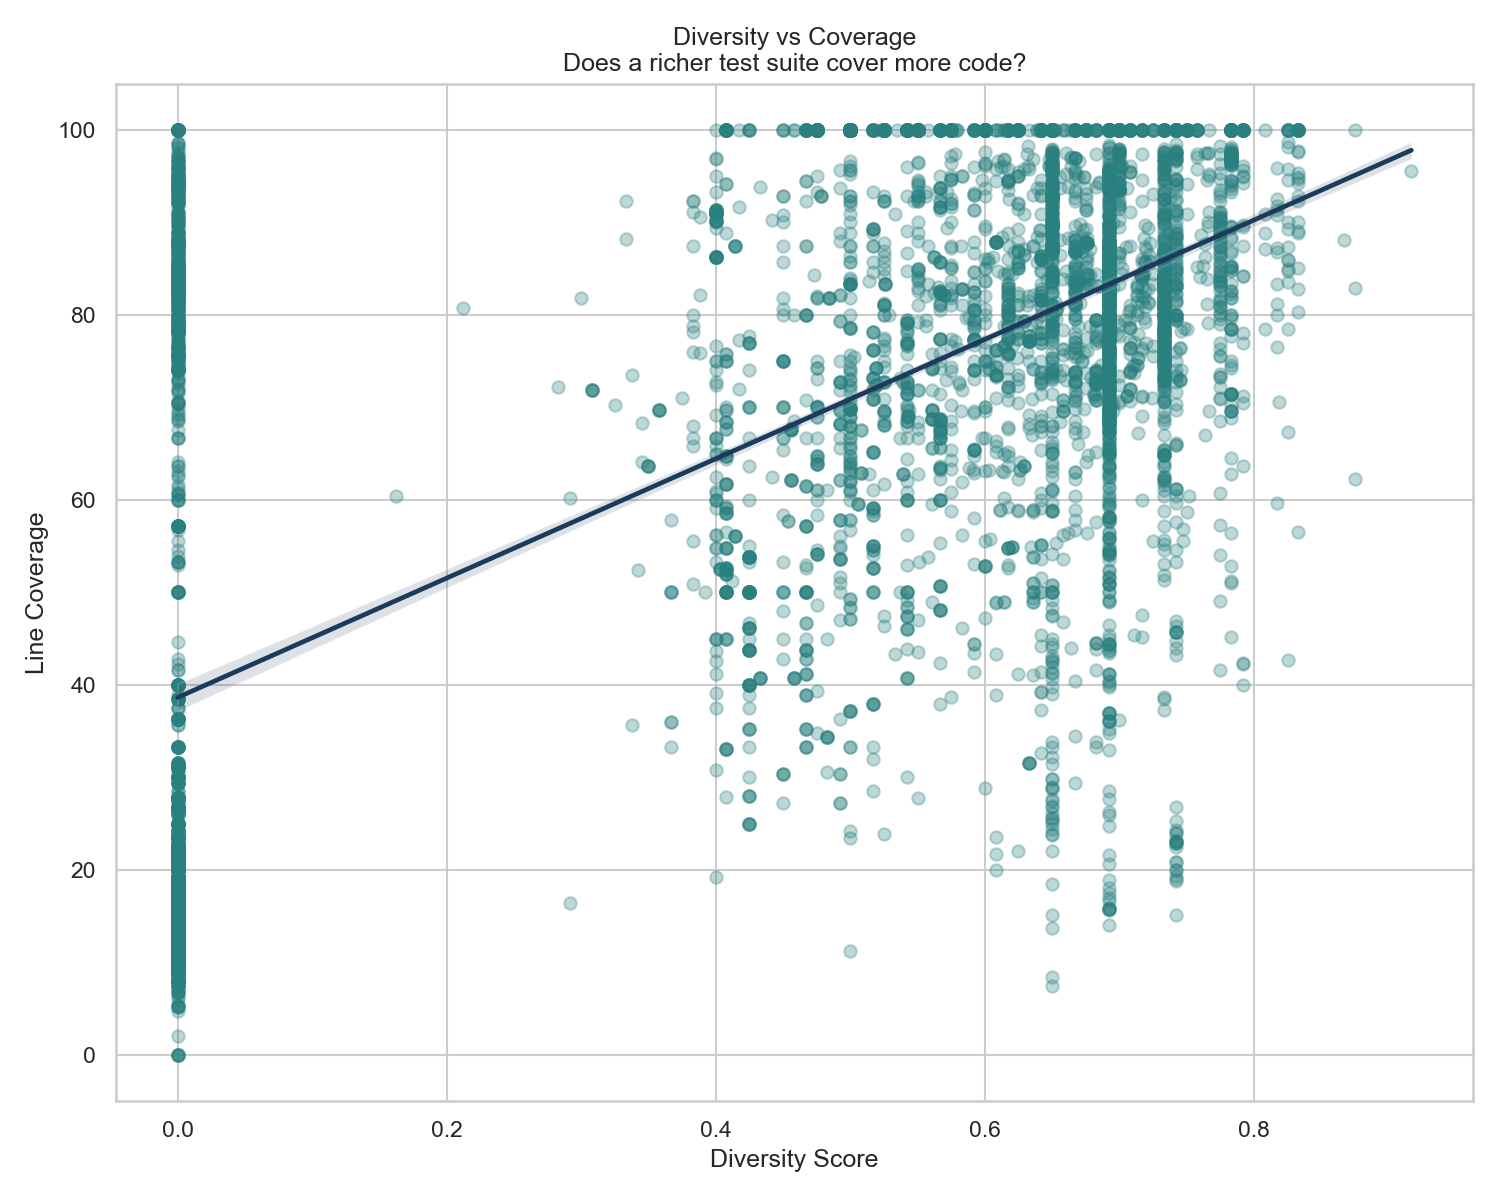 Diversity vs Coverage
Does a richer test suite cover more code?
Line Coverage
100
80
60
40
20
0
0.0
0.2
0.4
0.6
0.8
Diversity Score